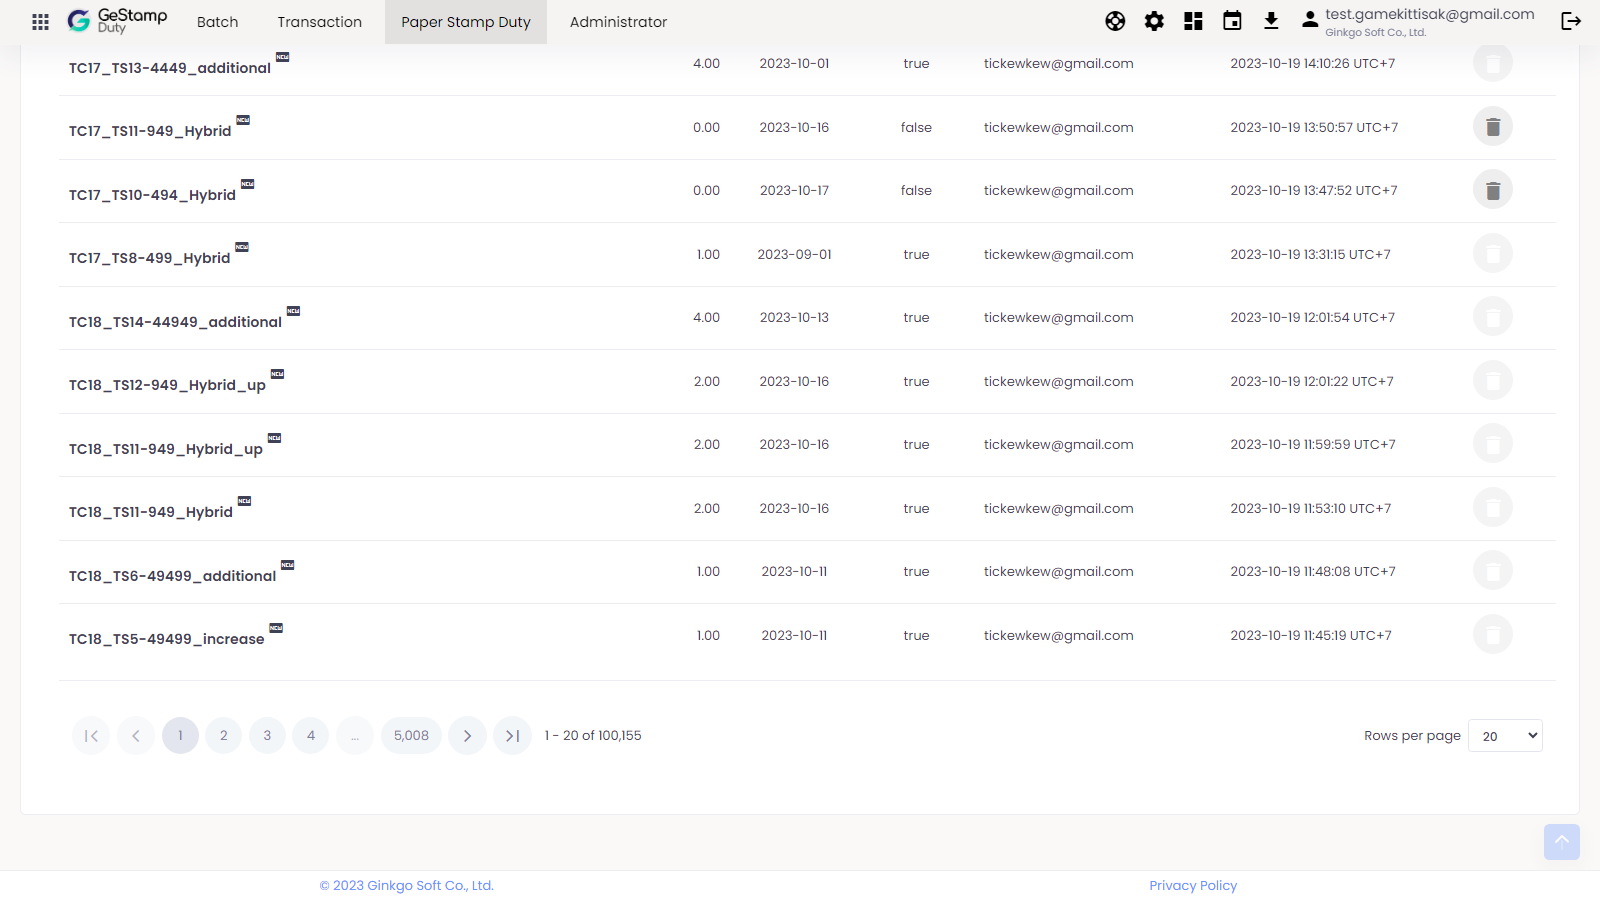 GeStamp
Duty
Batch
Transaction
Paper Stamp Duty
Administrator
test.gamekittisak@gmail.com
Ginkgo Soft Co., Ltd.
TC17_TS13-4449_additional NEW 4.00 2023-10-01 true tickewkew@gmail.com 2023-10-19 14:10:26 UTC+7
TC17_TS11-949_Hybrid NEW 0.00 2023-10-16 false tickewkew@gmail.com 2023-10-19 13:50:57 UTC+7
TC17_TS10-494_Hybrid NEW 0.00 2023-10-17 false tickewkew@gmail.com 2023-10-19 13:47:52 UTC+7
TC17_TS8-499_Hybrid NEW 1.00 2023-09-01 true tickewkew@gmail.com 2023-10-19 13:31:15 UTC+7
TC18_TS14-44949_additional NEW 4.00 2023-10-13 true tickewkew@gmail.com 2023-10-19 12:01:54 UTC+7
TC18_TS12-949_Hybrid_up NEW 2.00 2023-10-16 true tickewkew@gmail.com 2023-10-19 12:01:22 UTC+7
TC18_TS11-949_Hybrid_up NEW 2.00 2023-10-16 true tickewkew@gmail.com 2023-10-19 11:59:59 UTC+7
TC18_TS11-949_Hybrid NEW 2.00 2023-10-16 true tickewkew@gmail.com 2023-10-19 11:53:10 UTC+7
TC18_TS6-49499_additional NEW 1.00 2023-10-11 true tickewkew@gmail.com 2023-10-19 11:48:08 UTC+7
TC18_TS5-49499_increase NEW 1.00 2023-10-11 true tickewkew@gmail.com 2023-10-19 11:45:19 UTC+7
1 2 3 4 ... 5,008 1 - 20 of 100,155 Rows per page 20
© 2023 Ginkgo Soft Co., Ltd. Privacy Policy